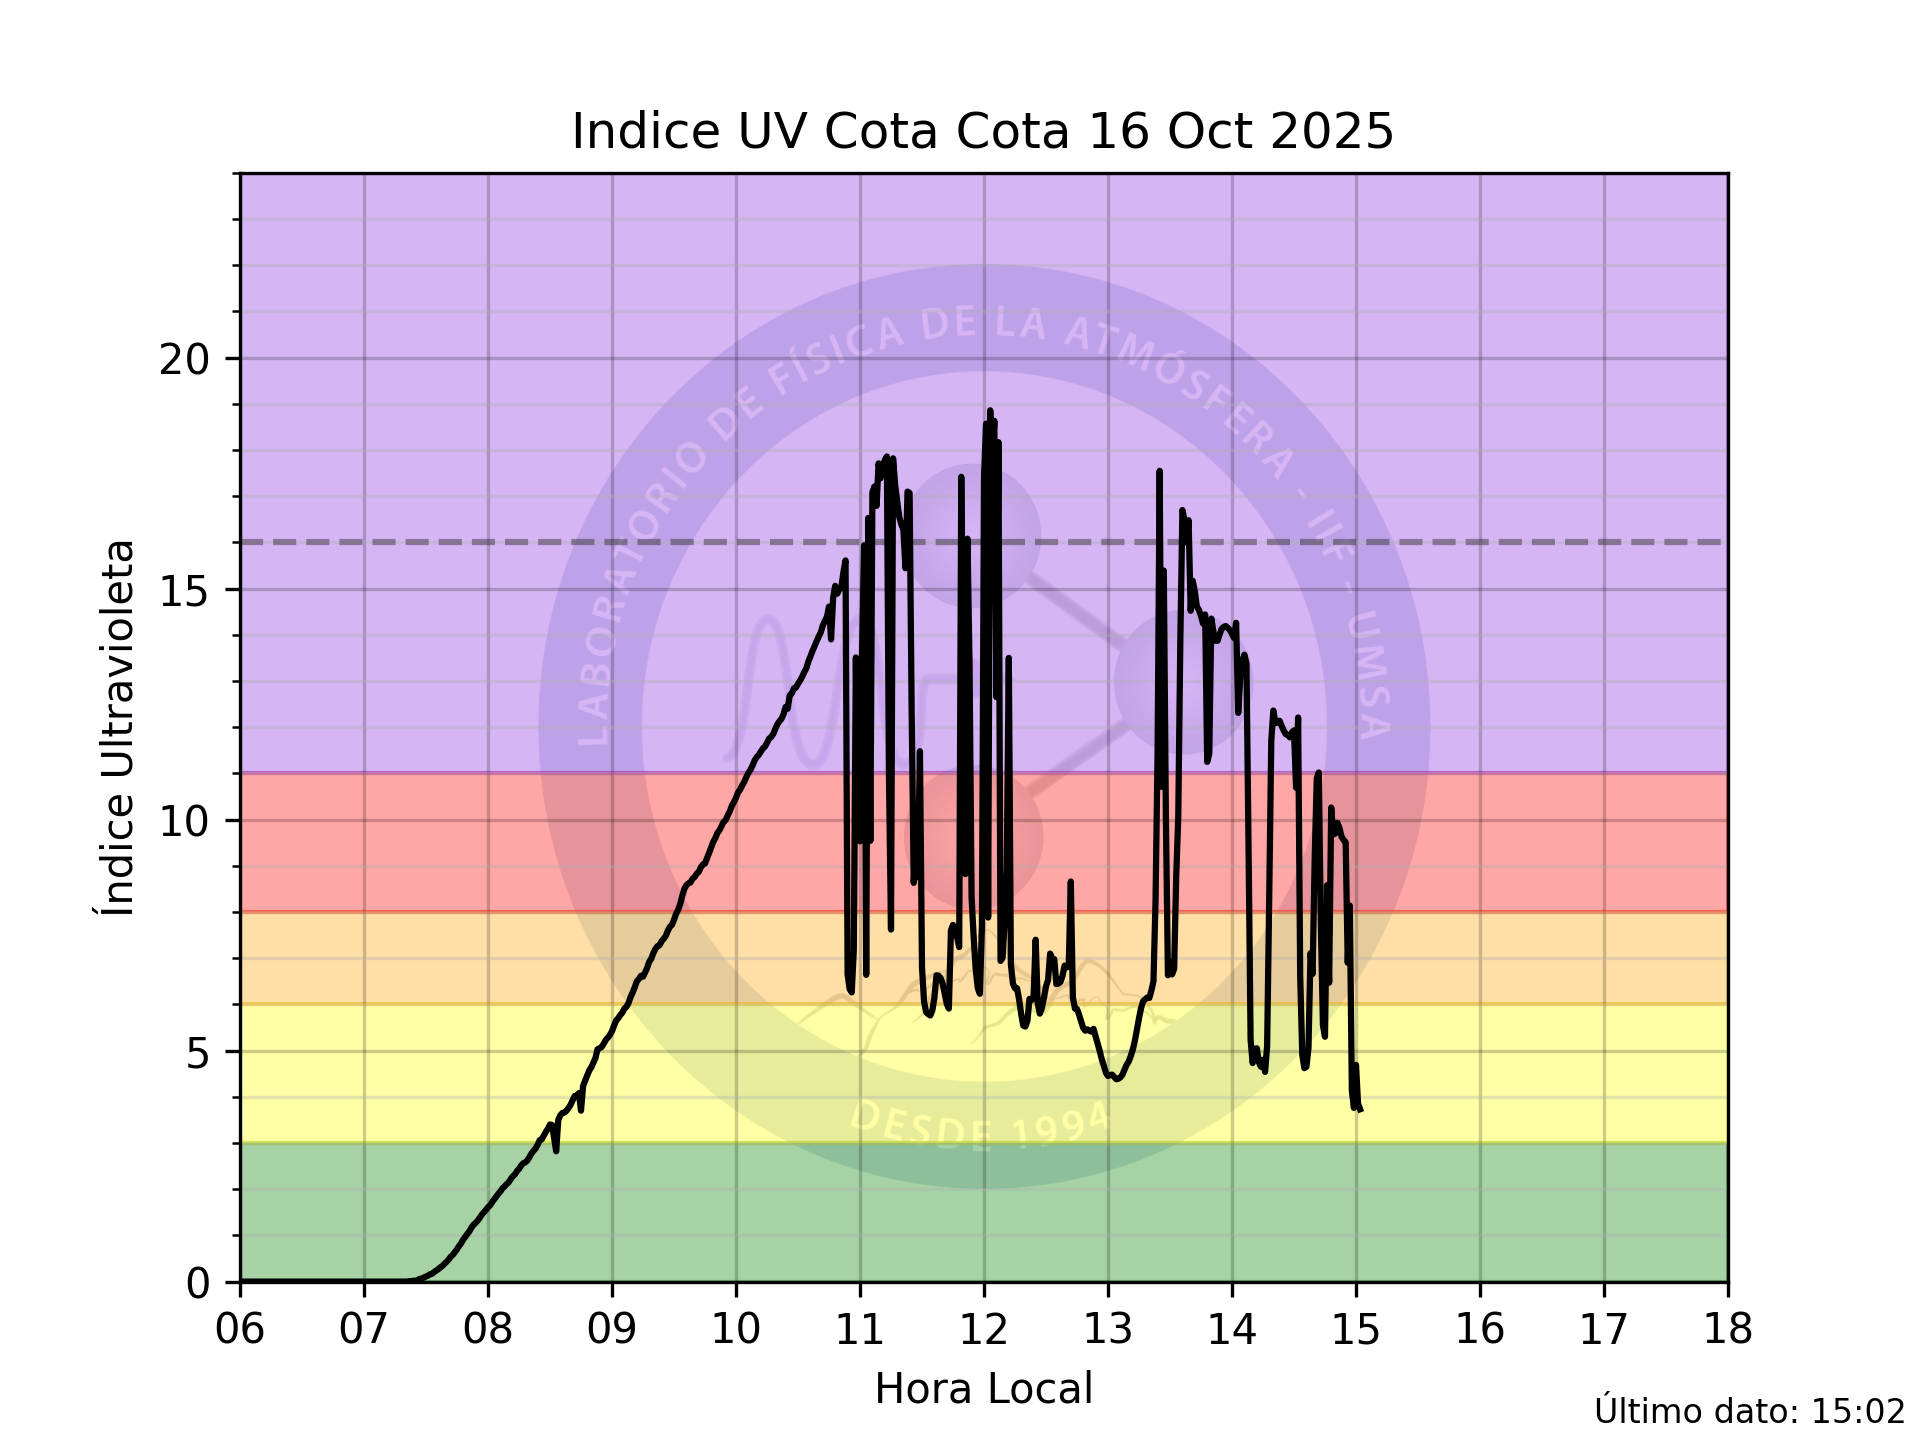 Indice UV Cota Cota 16 Oct 2025
Índice Ultravioleta
20
15
10
5
0
LABORATORIO DE FÍSICA DE LA ATMÓSFERA - IIF - UMSA
DESDE 1994
06 07 08 09 10 11 12 13 14 15 16 17 18
Hora Local
Último dato: 15:02